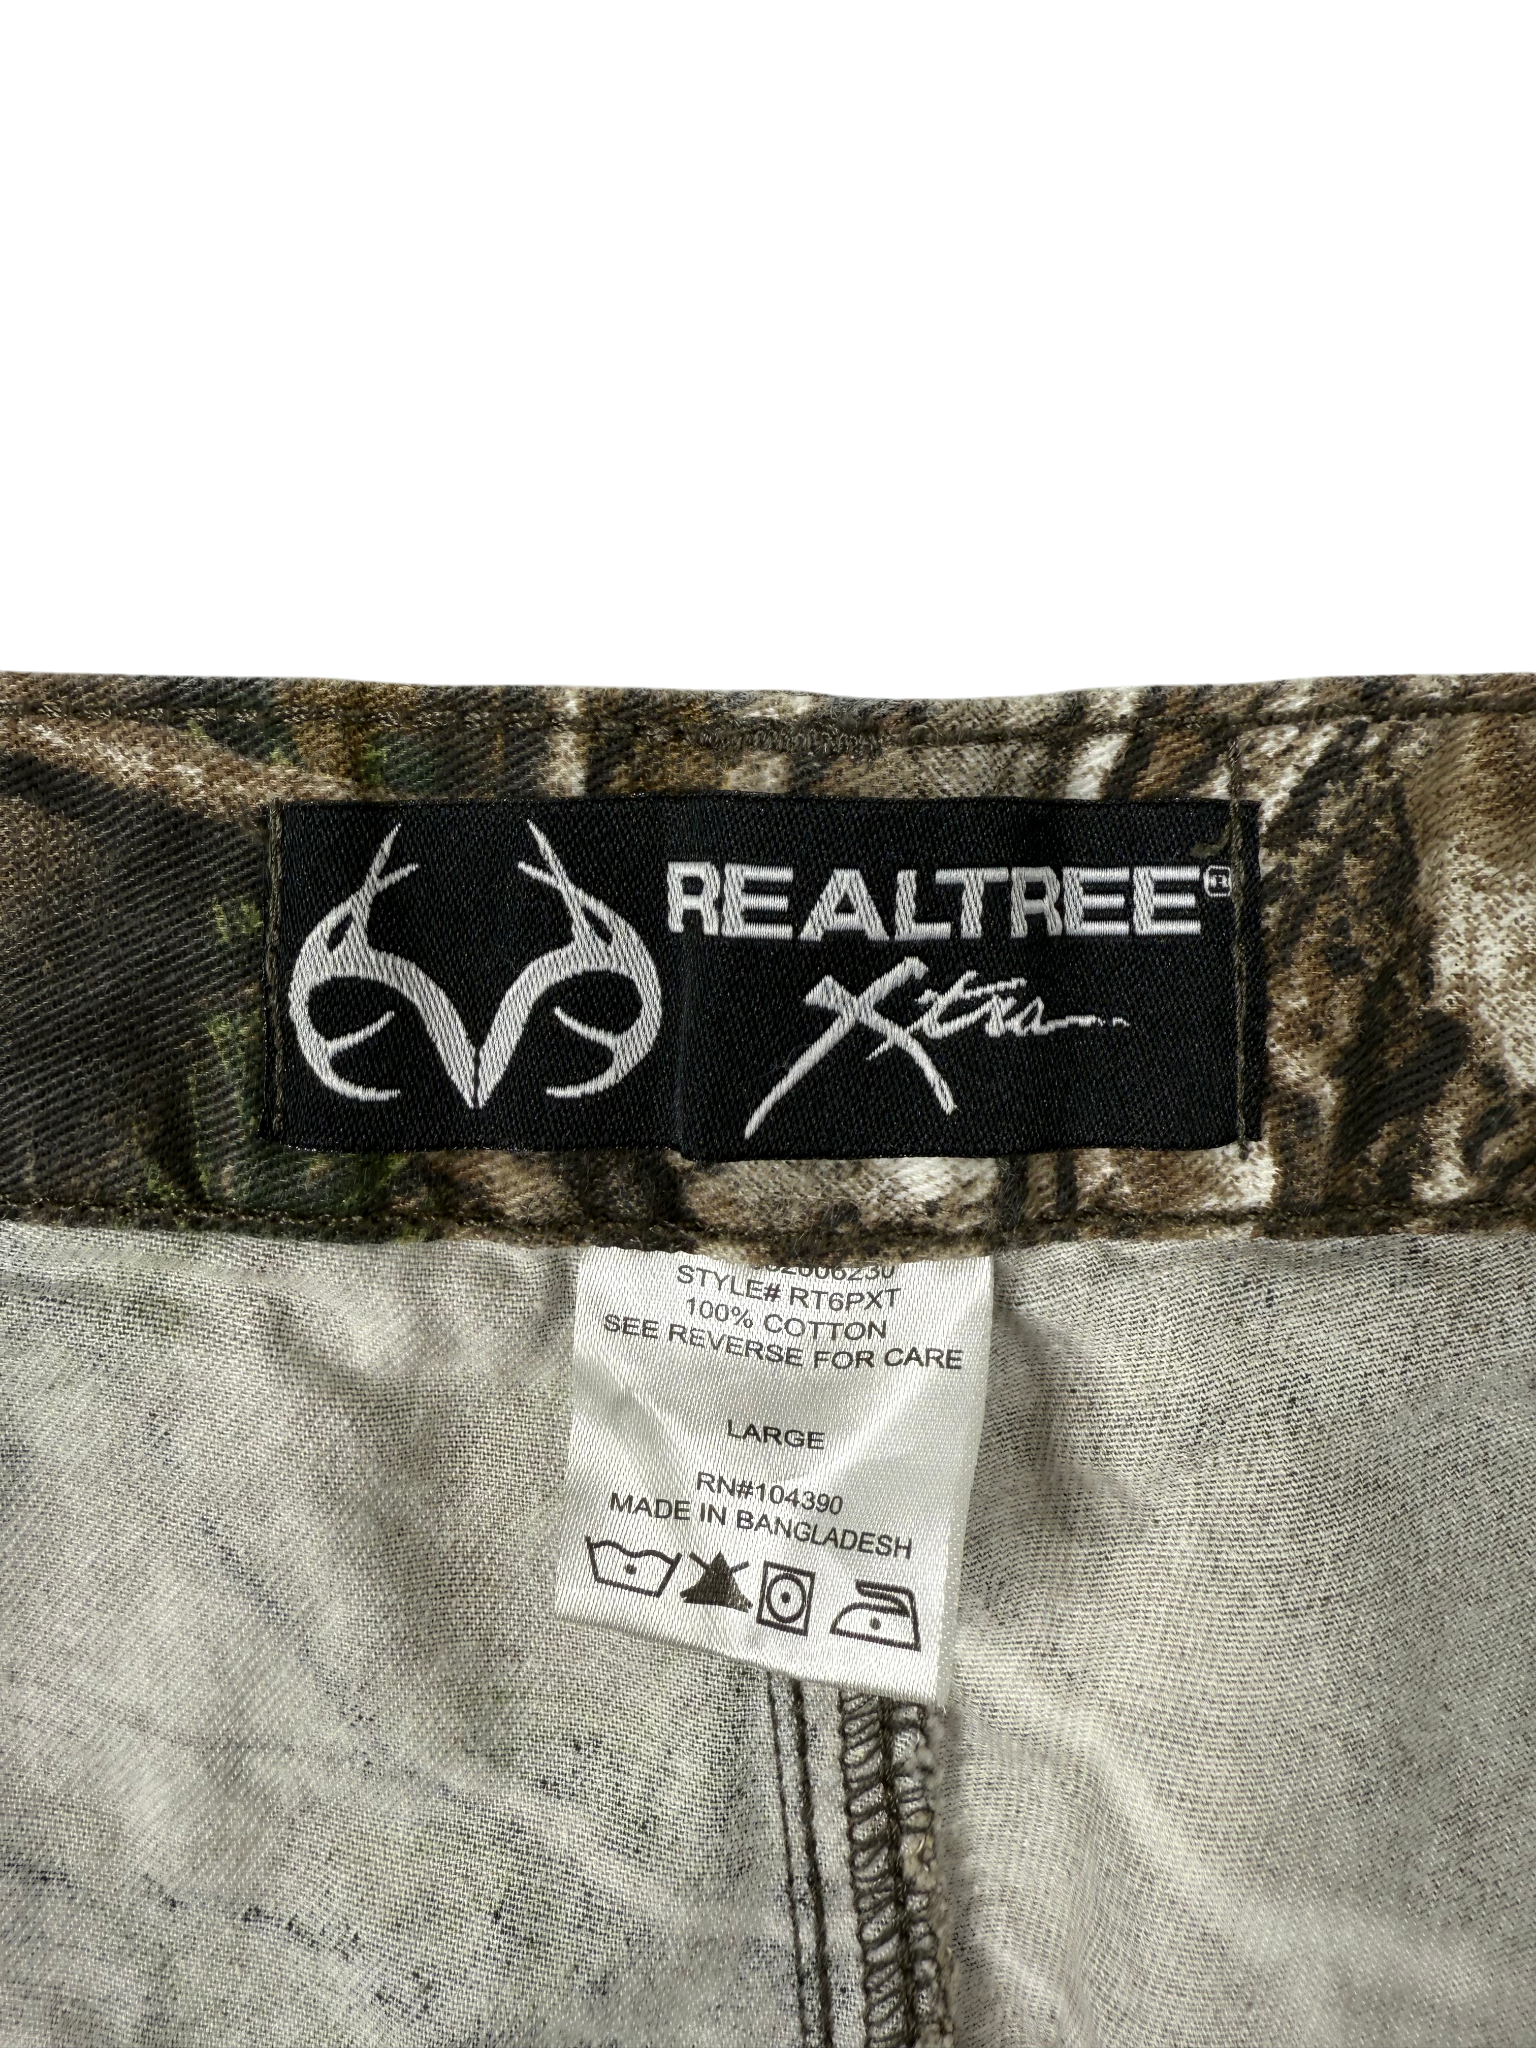 REALTREE®
Xtra
STYLE# RT6PXT
100% COTTON
SEE REVERSE FOR CARE
LARGE
RN#104390
MADE IN BANGLADESH